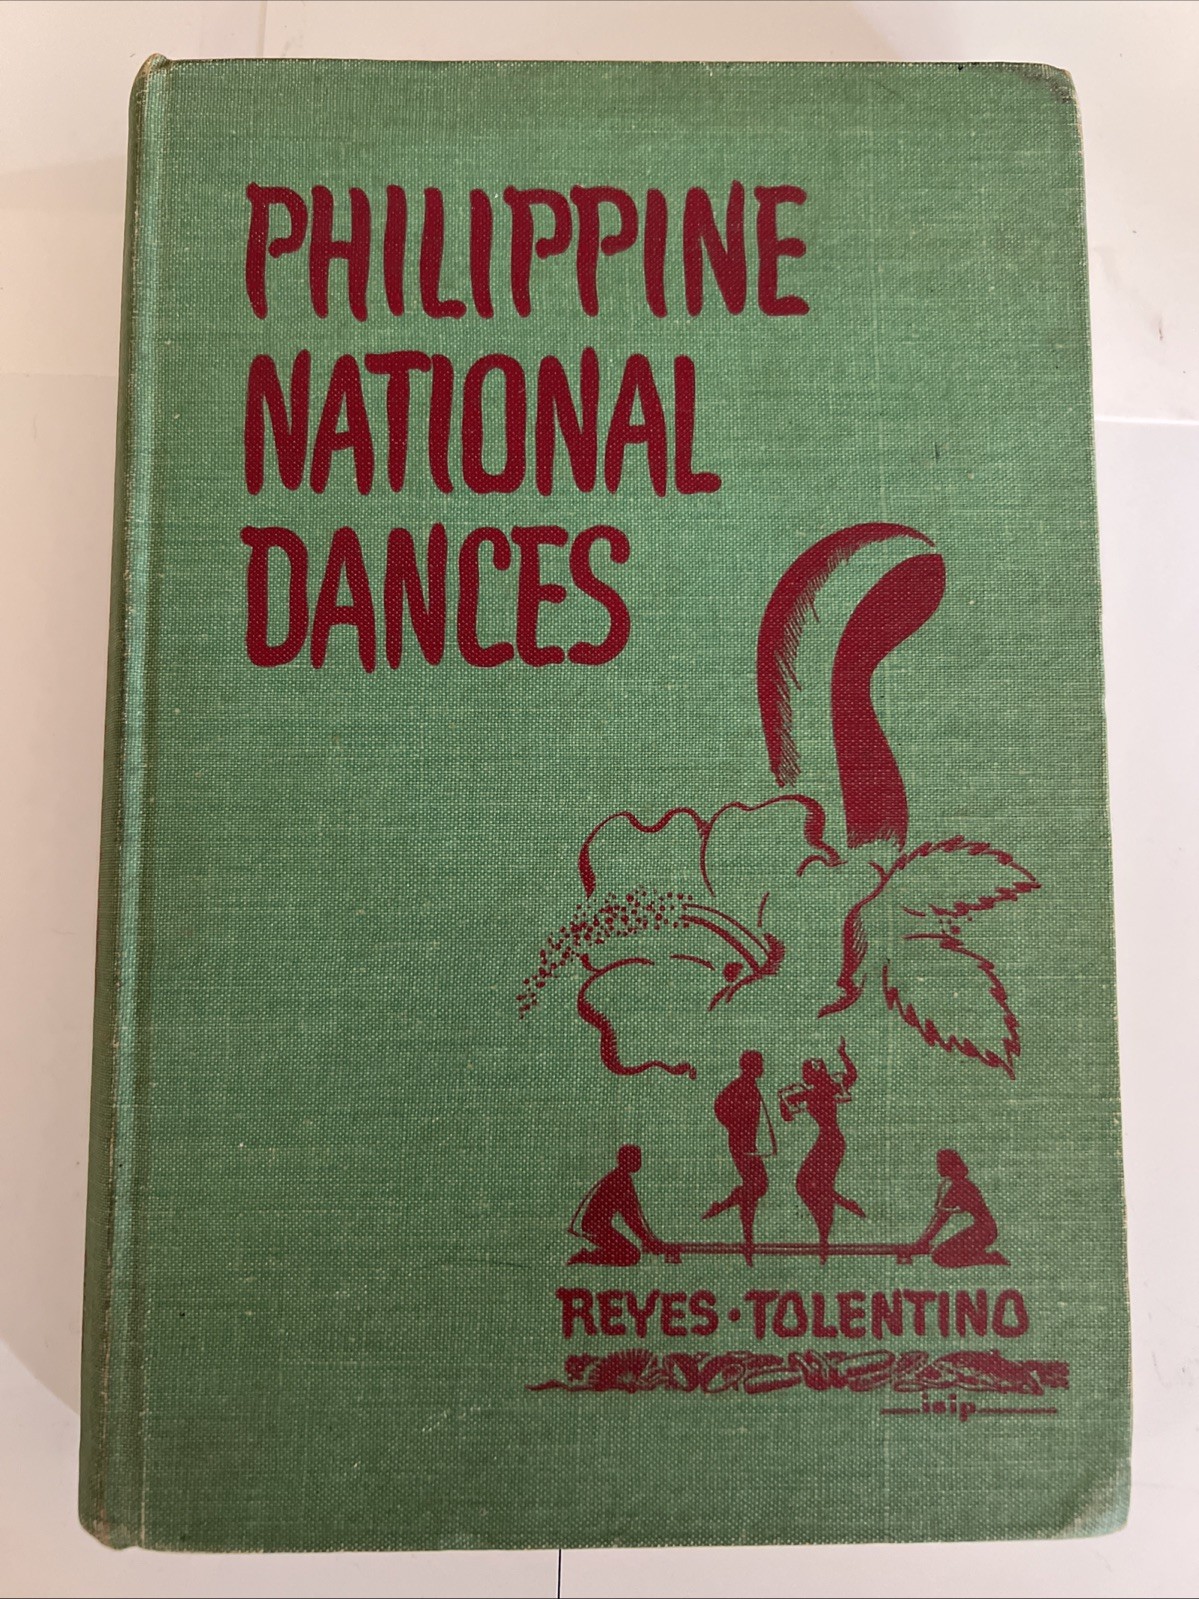 PHILIPPINE
NATIONAL
DANCES
REYES • TOLENTINO
isip